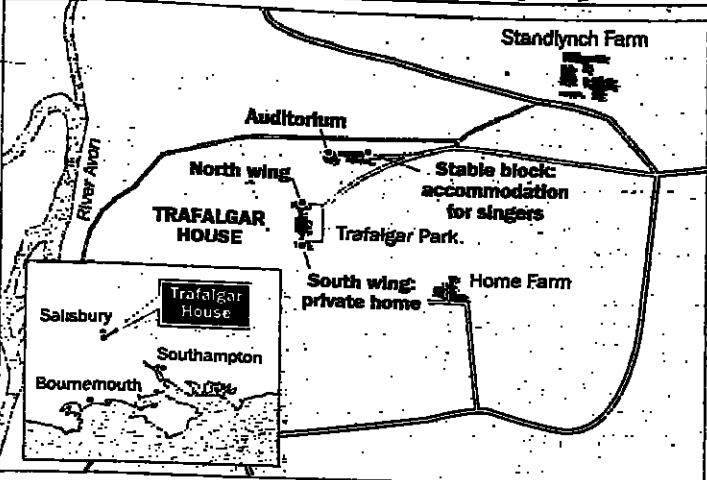 Standlynch Farm
Auditorium
North wing
Stable block:
accommodation
for singers
River Avon
TRAFALGAR
HOUSE
Trafalgar Park
South wing:
private home
Home Farm
Trafalgar
House
Salisbury
Southampton
Bournemouth